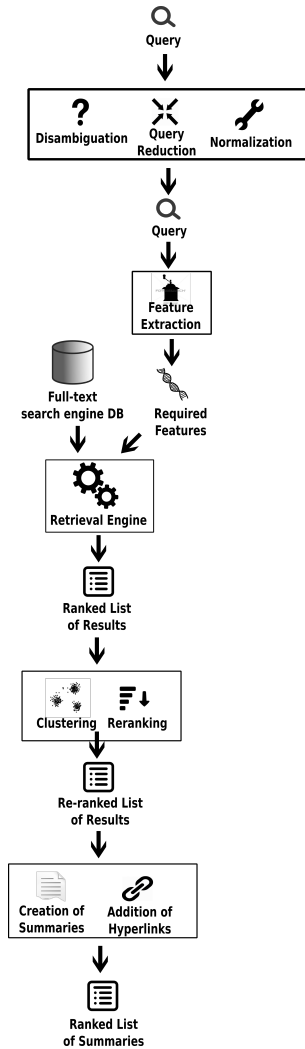 Query
Disambiguation
Query
Reduction
Normalization
Query
Feature
Extraction
Full-text
search engine DB
Required
Features
Retrieval Engine
Ranked List
of Results
Clustering
Reranking
Re-ranked List
of Results
Creation of
Summaries
Addition of
Hyperlinks
Ranked List
of Summaries